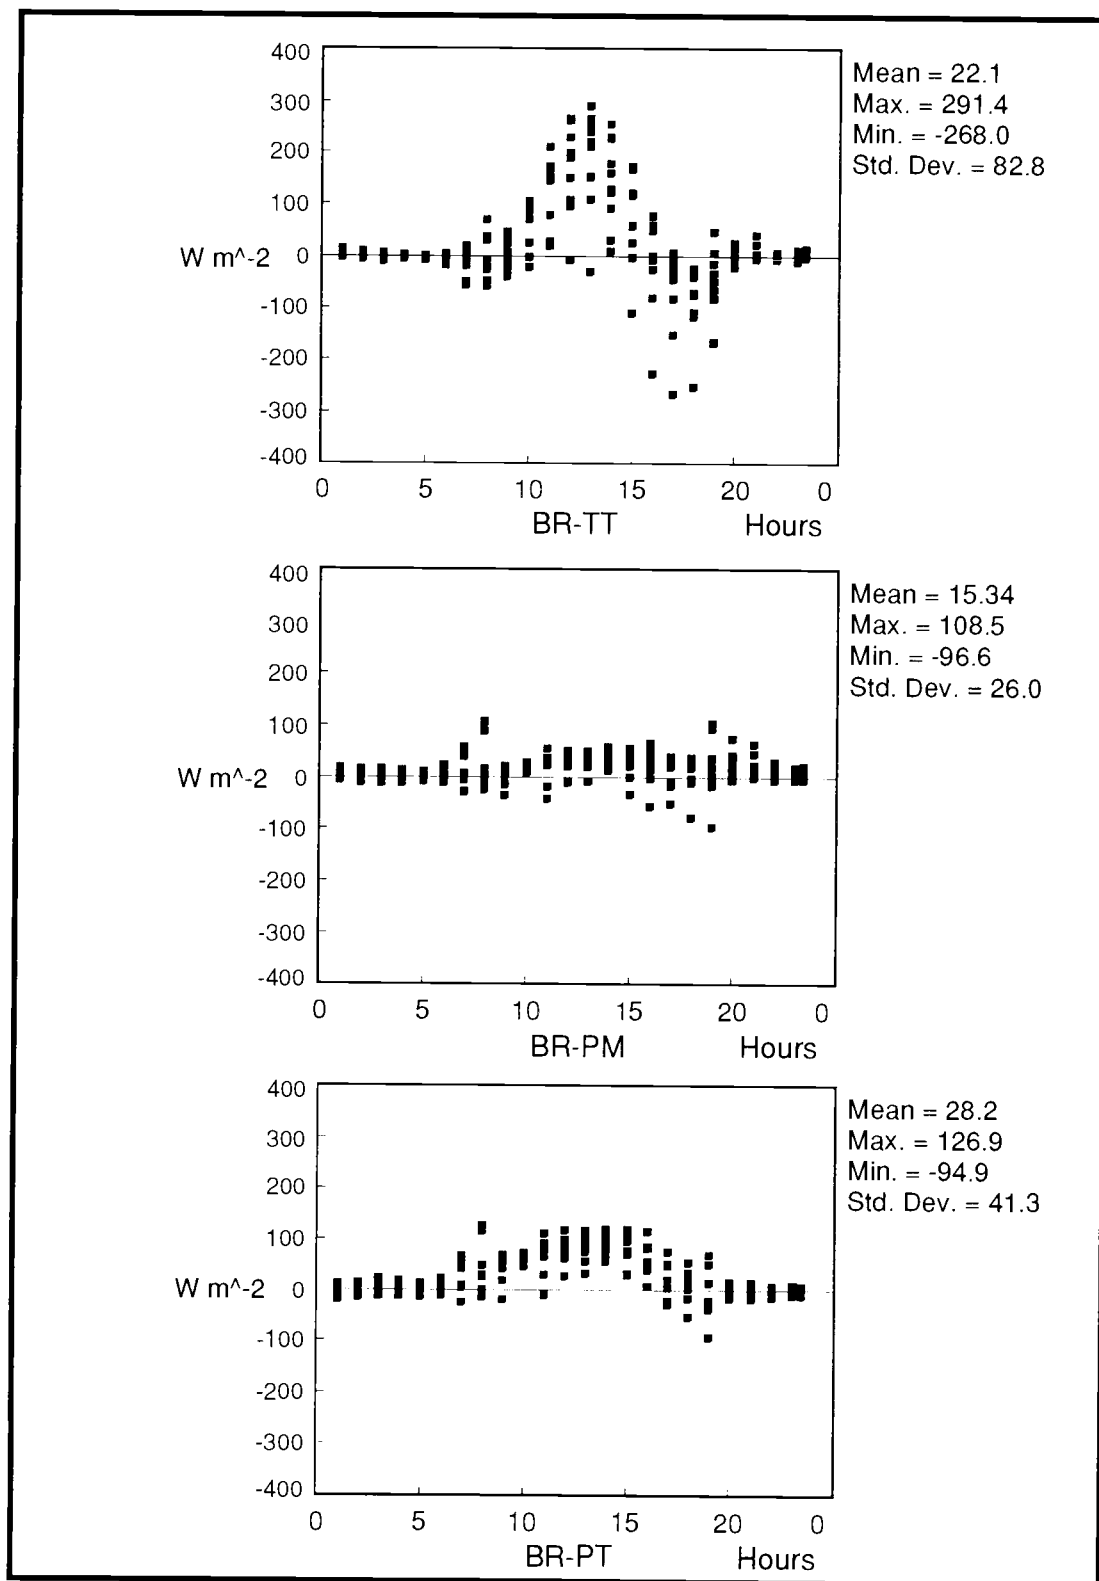 400
300
200
100
W m^-2 0
-100
-200
-300
-400
0 5 10 15 20 0
BR-TT Hours
Mean = 22.1
Max. = 291.4
Min. = -268.0
Std. Dev. = 82.8
400
300
200
100
W m^-2 0
-100
-200
-300
-400
0 5 10 15 20 0
BR-PM Hours
Mean = 15.34
Max. = 108.5
Min. = -96.6
Std. Dev. = 26.0
400
300
200
100
W m^-2 0
-100
-200
-300
-400
0 5 10 15 20 0
BR-PT Hours
Mean = 28.2
Max. = 126.9
Min. = -94.9
Std. Dev. = 41.3